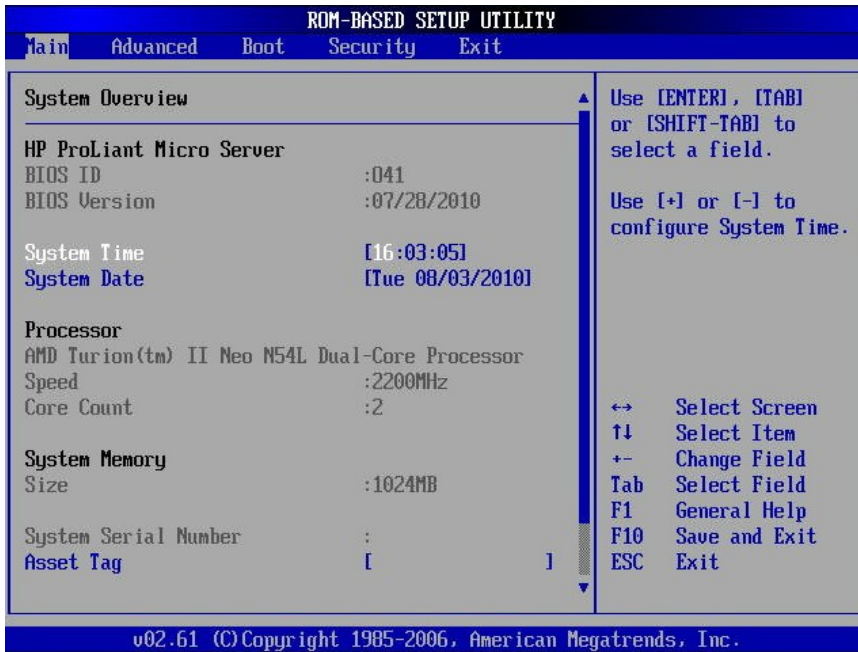 ROM-BASED SETUP UTILITY
Main Advanced Boot Security Exit
System Overview
HP ProLiant Micro Server
BIOS ID :O41
BIOS Version :07/28/2010
System Time [16:03:05]
System Date [Tue 08/03/2010]
Processor
AMD Turion(tm) II Neo N54L Dual-Core Processor
Speed :2200MHz
Core Count :2
System Memory
Size :1024MB
System Serial Number :
Asset Tag [ ]
Use [ENTER], [TAB]
or [SHIFT-TAB] to
select a field.
Use [+] or [-] to
configure System Time.
↔ Select Screen
↑↓ Select Item
+- Change Field
Tab Select Field
F1 General Help
F10 Save and Exit
ESC Exit
v02.61 (C)Copyright 1985-2006, American Megatrends, Inc.